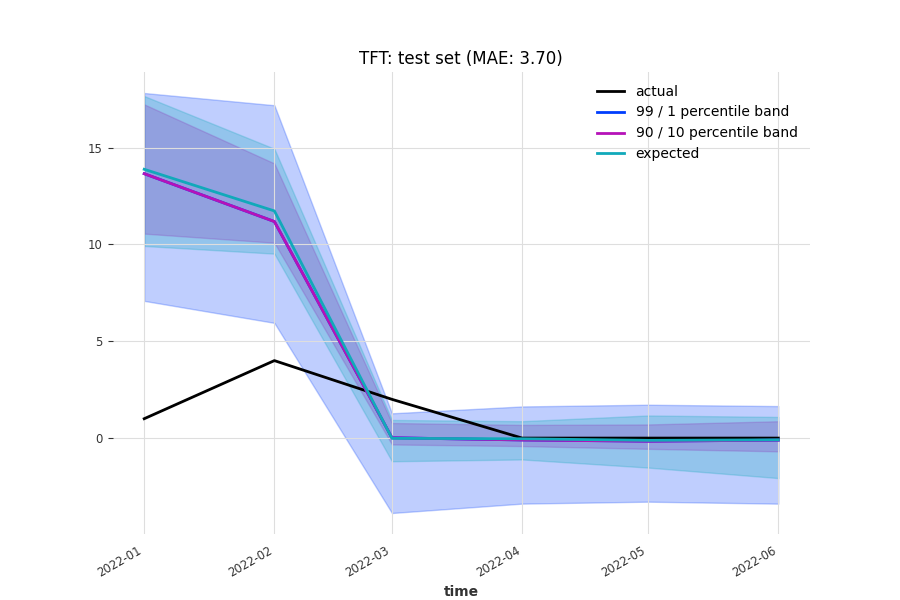 TFT: test set (MAE: 3.70)
actual
99 / 1 percentile band
90 / 10 percentile band
expected
15
10
5
0
2022-01
2022-02
2022-03
2022-04
2022-05
2022-06
time